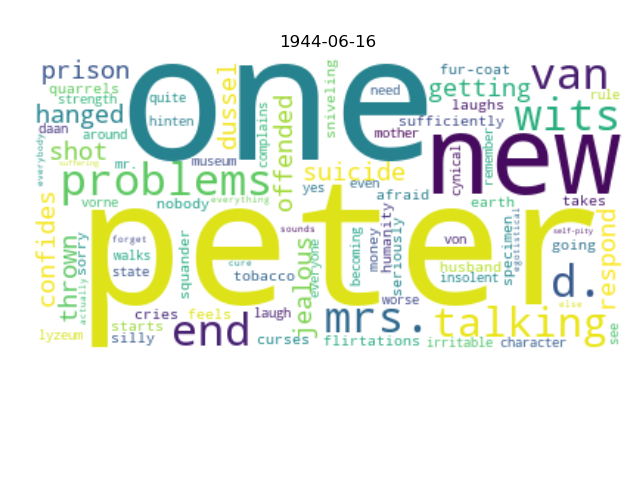 1944-06-16
prison
one
new
peter
van
wits
getting
fur-coat
laughs
sufficiently
rule
quarrels
strength
hanged
daan
around
shot
mr.
museum
everybody
suffering
problems
quite
hinten
dussel
complains
offended
sniveling
need
mother
cynical
remember
suicide
yes
even
afraid
earth
takes
vorne
nobody
everything
confides
thrown
sorry
actually
forget
walks
state
squander
cure
tobacco
sounds
everyone
jealous
becoming
money
humanity
seriously
worse
von
husband
insolent
specimen
egotistical
self-pity
going
d.
respond
else
see
lyzeum
starts
silly
cries
feels
end
laugh
curses
mrs.
flirtations
talking
irritable
character